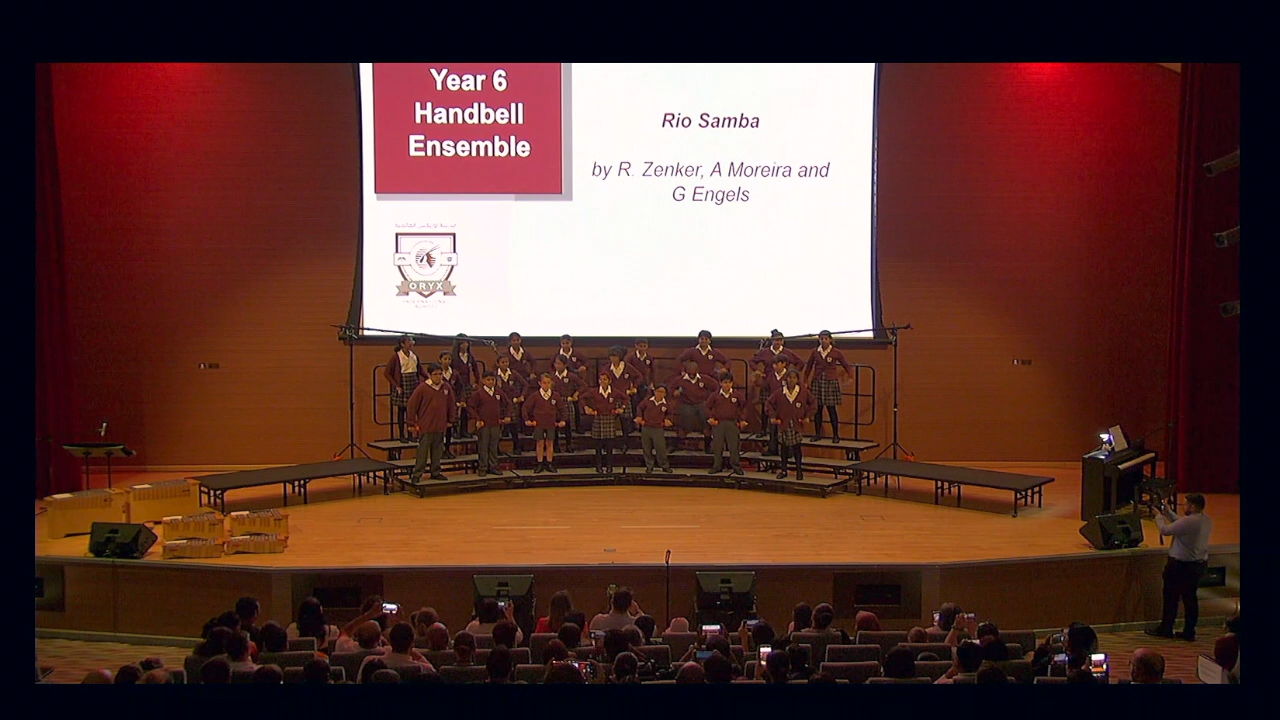 Year 6
Handbell
Ensemble
Rio Samba
by R. Zenker, A Moreira and
G Engels
ORYX